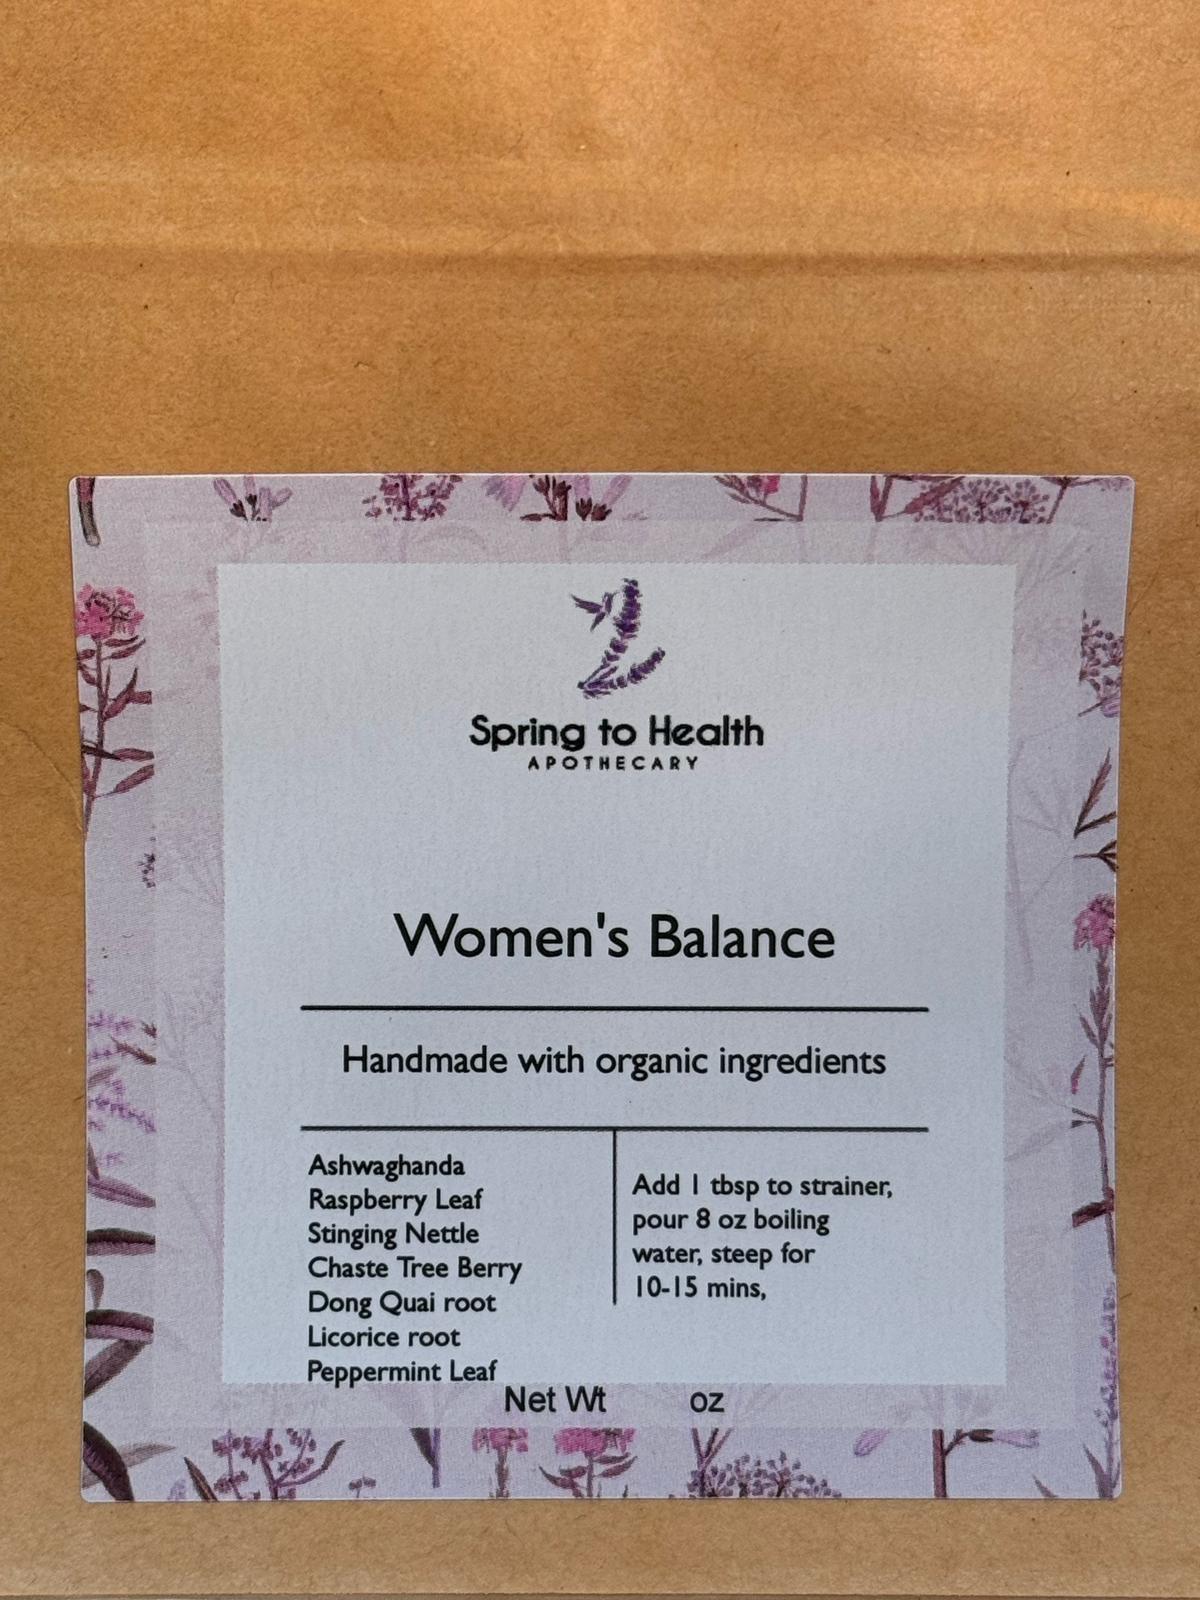 Spring to Health
APOTHECARY
Women's Balance
Handmade with organic ingredients
Ashwaghanda
Raspberry Leaf
Stinging Nettle
Chaste Tree Berry
Dong Quai root
Licorice root
Peppermint Leaf
Add 1 tbsp to strainer,
pour 8 oz boiling
water, steep for
10-15 mins,
Net Wt oz